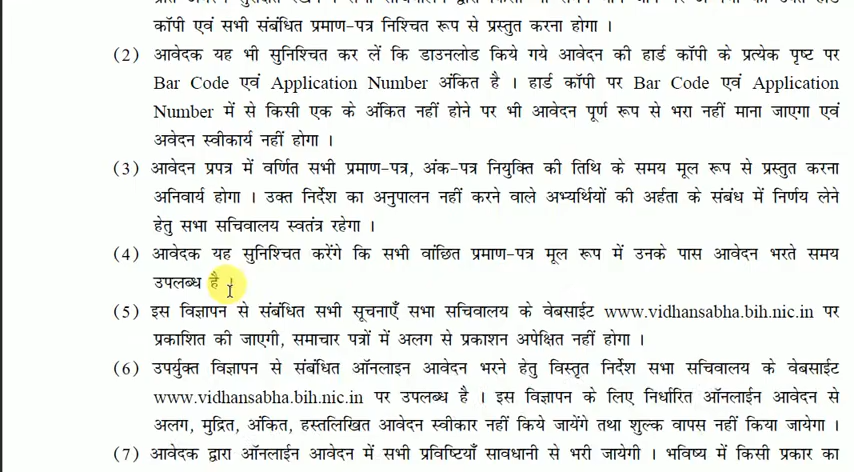 कॉपी एवं सभी संबंधित प्रमाण-पत्र निश्चित रूप से प्रस्तुत करना होगा ।
(2) आवेदक यह भी सुनिश्चित कर लें कि डाउनलोड किये गये आवेदन की हार्ड कॉपी के प्रत्येक पृष्ट पर
Bar Code एवं Application Number अंकित है । हार्ड कॉपी पर Bar Code एवं Application
Number में से किसी एक के अंकित नहीं होने पर भी आवेदन पूर्ण रूप से भरा नहीं माना जाएगा एवं
अवेदन स्वीकार्य नहीं होगा ।
(3) आवेदन प्रपत्र में वर्णित सभी प्रमाण-पत्र, अंक-पत्र नियुक्ति की तिथि के समय मूल रूप से प्रस्तुत करना
अनिवार्य होगा । उक्त निर्देश का अनुपालन नहीं करने वाले अभ्यर्थियों की अर्हता के संबंध में निर्णय लेने
हेतु सभा सचिवालय स्वतंत्र रहेगा ।
(4) आवेदक यह सुनिश्चित करेंगे कि सभी वांछित प्रमाण-पत्र मूल रूप में उनके पास आवेदन भरते समय
उपलब्ध है ।
(5) इस विज्ञापन से संबंधित सभी सूचनाएँ सभा सचिवालय के वेबसाईट www.vidhansabha.bih.nic.in पर
प्रकाशित की जाएगी, समाचार पत्रों में अलग से प्रकाशन अपेक्षित नहीं होगा ।
(6) उपर्युक्त विज्ञापन से संबंधित ऑनलाइन आवेदन भरने हेतु विस्तृत निर्देश सभा सचिवालय के वेबसाईट
www.vidhansabha.bih.nic.in पर उपलब्ध है । इस विज्ञापन के लिए निर्धारित ऑनलाईन आवेदन से
अलग, मुद्रित, अंकित, हस्तलिखित आवेदन स्वीकार नहीं किये जायेंगे तथा शुल्क वापस नहीं किया जायेगा ।
(7) आवेदक द्वारा ऑनलाईन आवेदन में सभी प्रविष्टियाँ सावधानी से भरी जायेगी । भविष्य में किसी प्रकार का